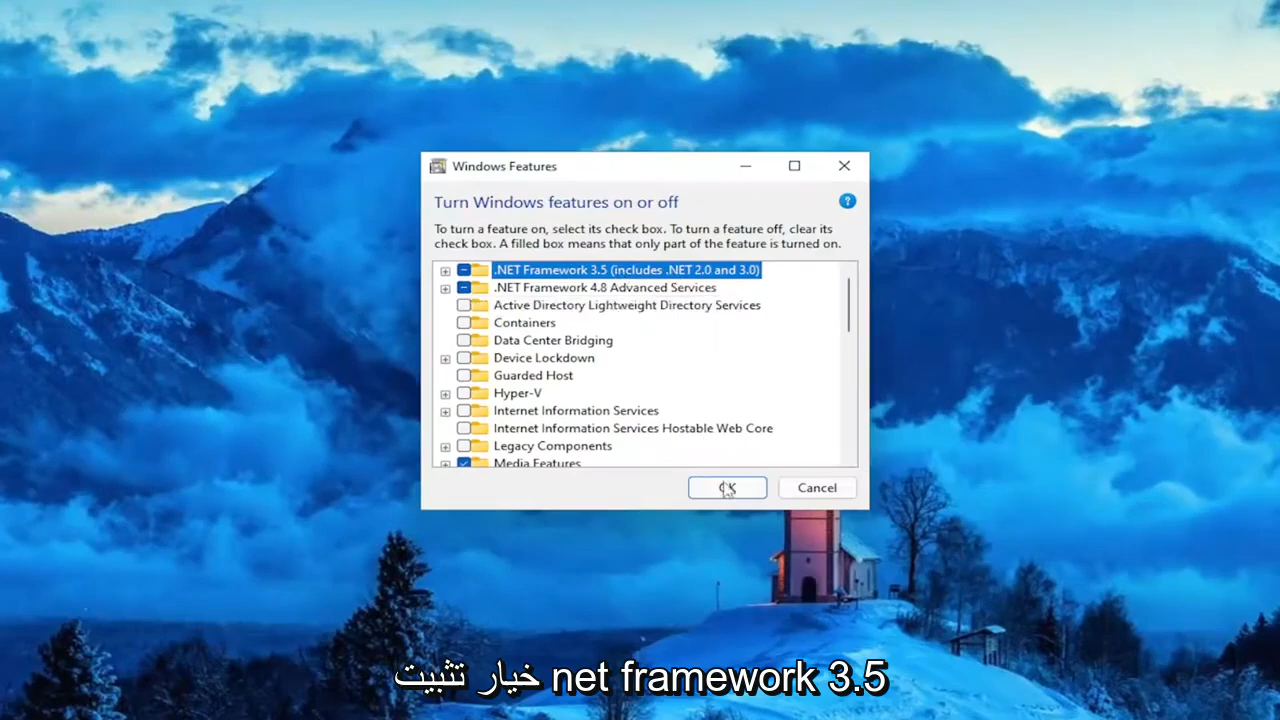 Windows Features
Turn Windows features on or off
To turn a feature on, select its check box. To turn a feature off, clear its
check box. A filled box means that only part of the feature is turned on.
.NET Framework 3.5 (includes .NET 2.0 and 3.0)
.NET Framework 4.8 Advanced Services
Active Directory Lightweight Directory Services
Containers
Data Center Bridging
Device Lockdown
Guarded Host
Hyper-V
Internet Information Services
Internet Information Services Hostable Web Core
Legacy Components
Media Features
OK
Cancel
خيار تثبيت net framework 3.5